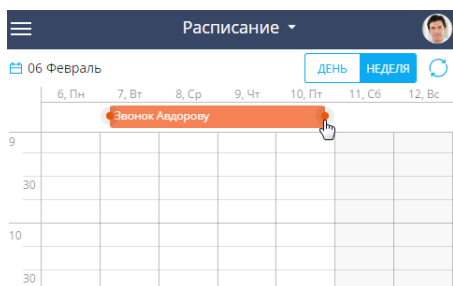 Расписание
06 Февраль
ДЕНЬ НЕДЕЛЯ
6, Пн 7, Вт 8, Ср 9, Чт 10, Пт 11, Сб 12, Вс
Звонок Авдорову
9
30
10
30